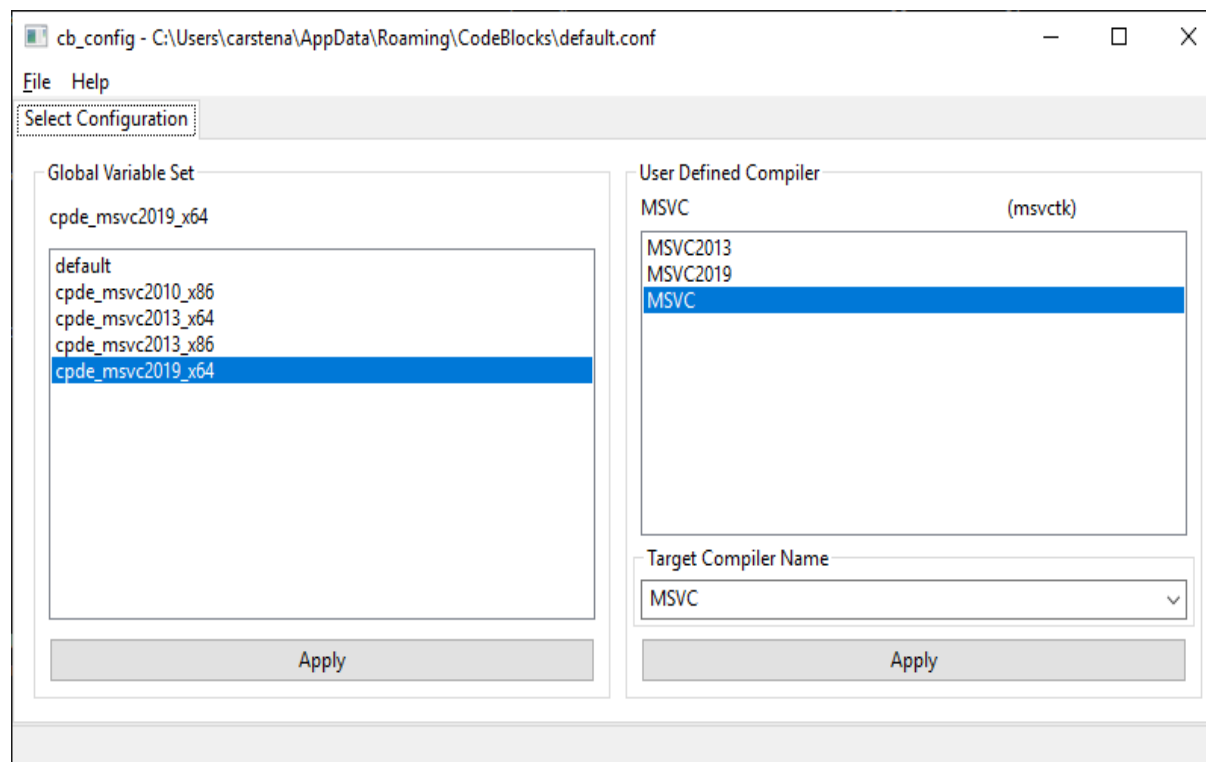 cb_config - C:\Users\carstena\AppData\Roaming\CodeBlocks\default.conf
File Help
Select Configuration
Global Variable Set
cpde_msvc2019_x64
default
cpde_msvc2010_x86
cpde_msvc2013_x64
cpde_msvc2013_x86
cpde_msvc2019_x64
Apply
User Defined Compiler
MSVC (msvctk)
MSVC2013
MSVC2019
MSVC
Target Compiler Name
MSVC
Apply